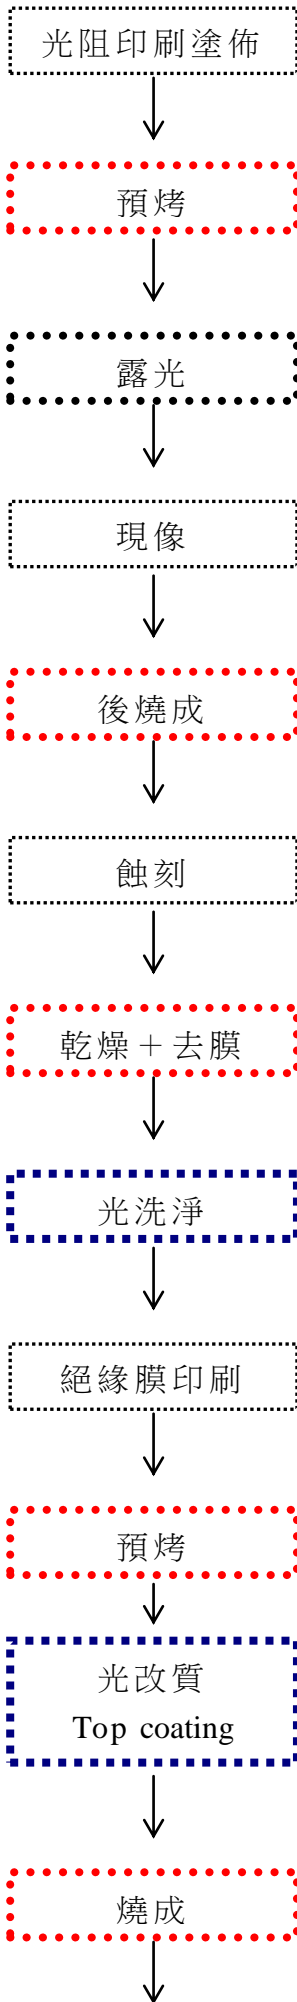 光阻印刷塗佈
預烤
露光
現像
後燒成
蝕刻
乾燥＋去膜
光洗淨
絕緣膜印刷
預烤
光改質
Top coating
燒成